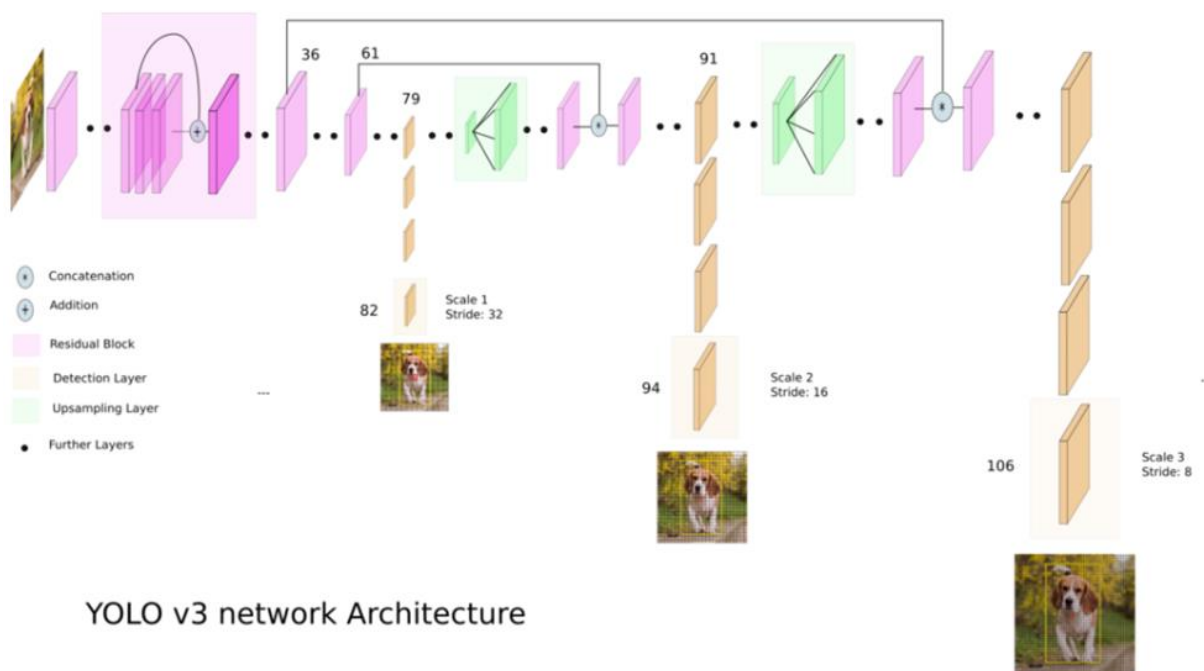 36
61
91
79
*
+
*
*
Concatenation
+
Addition
82
Scale 1
Stride: 32
Residual Block
Detection Layer
Upsampling Layer
...
94
Scale 2
Stride: 16
Further Layers
106
Scale 3
Stride: 8
YOLO v3 network Architecture